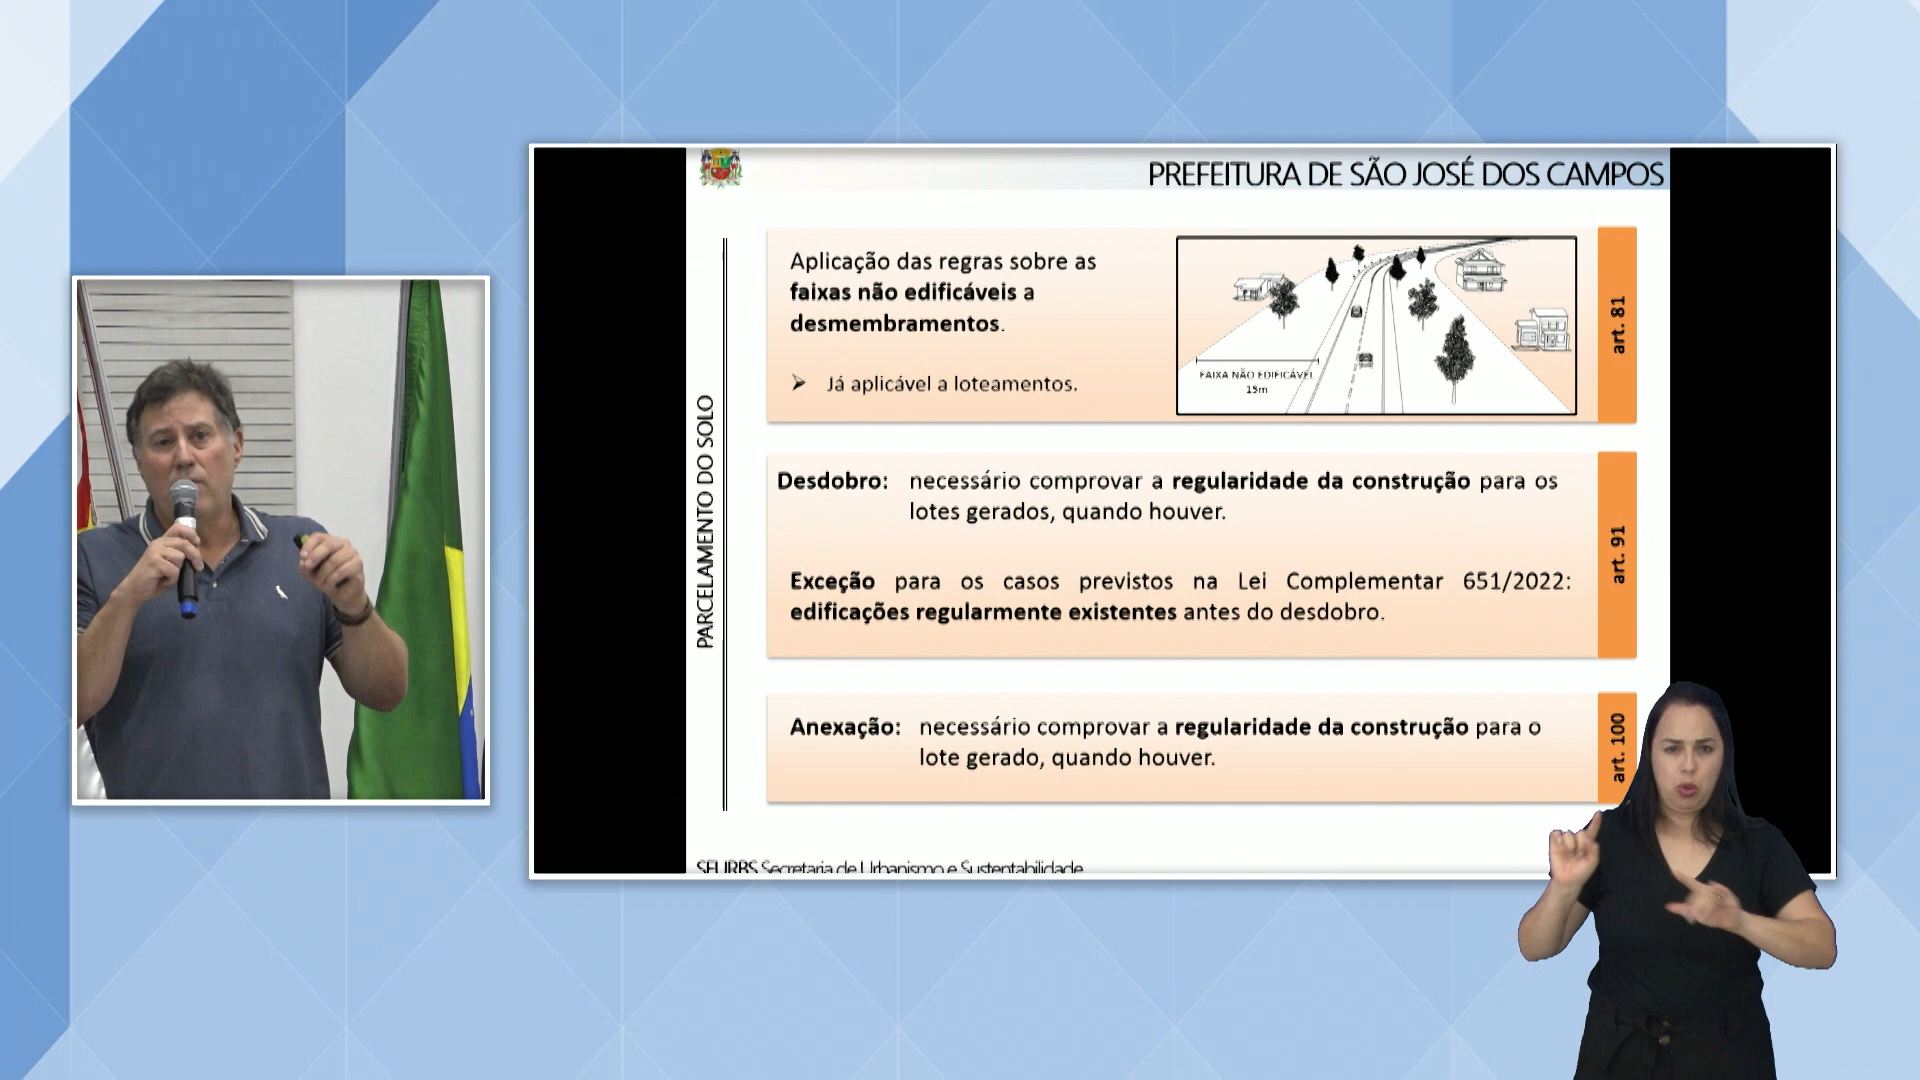 PREFEITURA DE SÃO JOSÉ DOS CAMPOS
PARCELAMENTO DO SOLO
Aplicação das regras sobre as
faixas não edificáveis a
desmembramentos.
➢ Já aplicável a loteamentos.
FAIXA NÃO EDIFICÁVEL
15m
art. 81
Desdobro: necessário comprovar a regularidade da construção para os
lotes gerados, quando houver.
Exceção para os casos previstos na Lei Complementar 651/2022:
edificações regularmente existentes antes do desdobro.
art. 91
Anexação: necessário comprovar a regularidade da construção para o
lote gerado, quando houver.
art. 100
SEURBS Secretaria de Urbanismo e Sustentabilidade